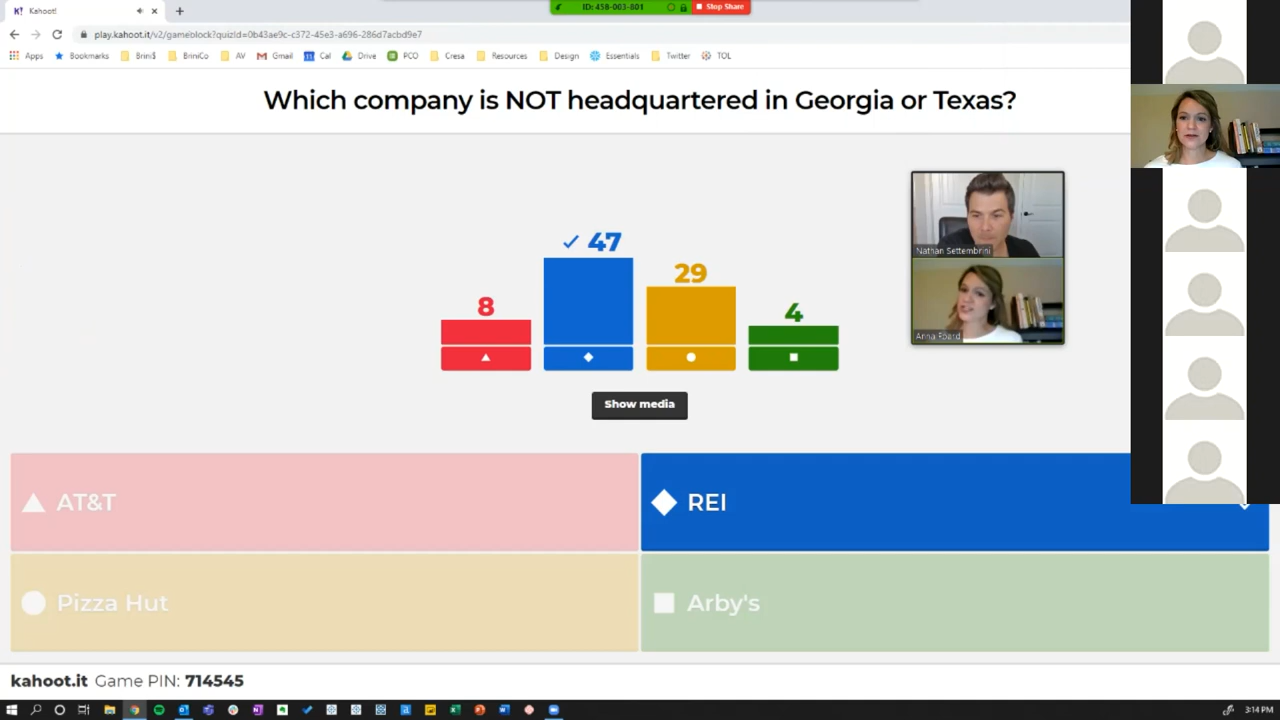 K! Kahoot!
ID: 458-003-801
Stop Share
play.kahoot.it/v2/gameblock?quizId=0b43ae9c-c372-45e3-a696-286d7acbd9e7
Apps Bookmarks Brini$ BriniCo AV Gmail Cal Drive PCO Cresa Resources Design Essentials Twitter TOL
Which company is NOT headquartered in Georgia or Texas?
8
47
29
4
Nathan Settembrini
Anna Foard
Show media
AT&T
REI
Pizza Hut
Arby's
kahoot.it Game PIN: 714545
3:14 PM